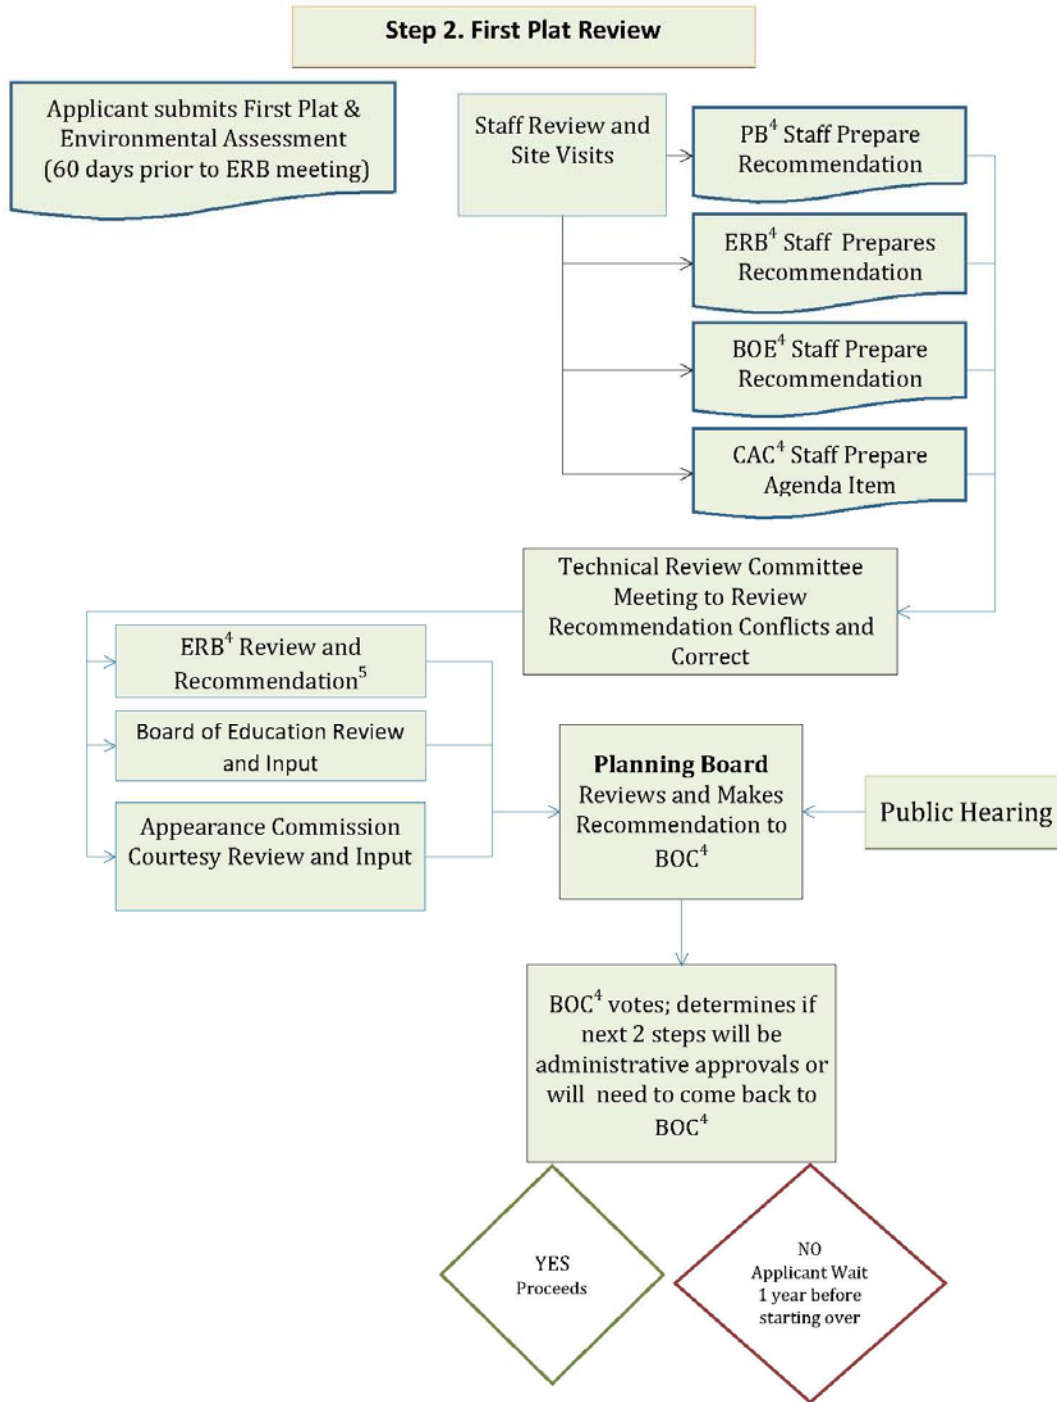 Step 2. First Plat Review
Applicant submits First Plat &
Environmental Assessment
(60 days prior to ERB meeting)
Staff Review and
Site Visits
PB⁴ Staff Prepare
Recommendation
ERB⁴ Staff Prepares
Recommendation
BOE⁴ Staff Prepare
Recommendation
CAC⁴ Staff Prepare
Agenda Item
Technical Review Committee
Meeting to Review
Recommendation Conflicts and
Correct
ERB⁴ Review and
Recommendation⁵
Board of Education Review
and Input
Appearance Commission
Courtesy Review and Input
Planning Board
Reviews and Makes
Recommendation to
BOC⁴
Public Hearing
BOC⁴ votes; determines if
next 2 steps will be
administrative approvals or
will need to come back to
BOC⁴
YES
Proceeds
NO
Applicant Wait
1 year before
starting over